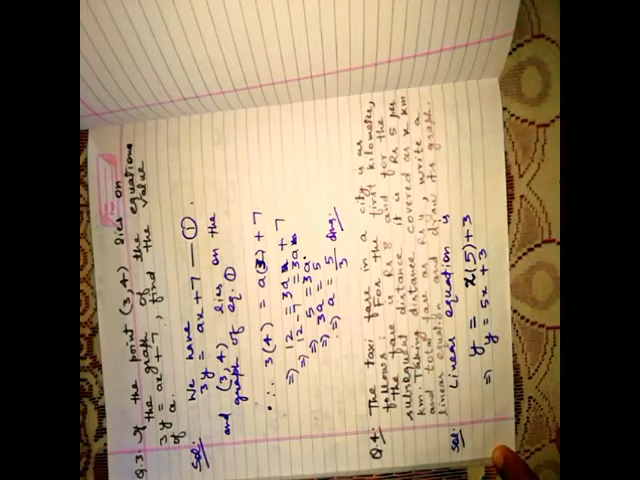 Q.3. If the point (3,4) lies on
the graph of the equations
3y = ax + 7, find the value
of a.
Sol: We have
3y = ax + 7 — ①.
and (3,4) lies on the
graph of eq. ①
∴ 3(4) = a(3) + 7
⇒ 12 = 3a + 7
⇒ 12 - 7 = 3a
⇒ 5 = 3a
⇒ 3a = 5
⇒ a = 5/3 Ans.
Q.4. The taxi fare in a city is as
follows: For the first kilometer,
the fare is Rs 8 and for the
subsequent distance it is Rs 5 per
km. Taking distance covered as x km
and total fare as Rs y, write a
linear equation and draw its graph.
Sol: Linear equation is
y = x(5) + 3
⇒ y = 5x + 3